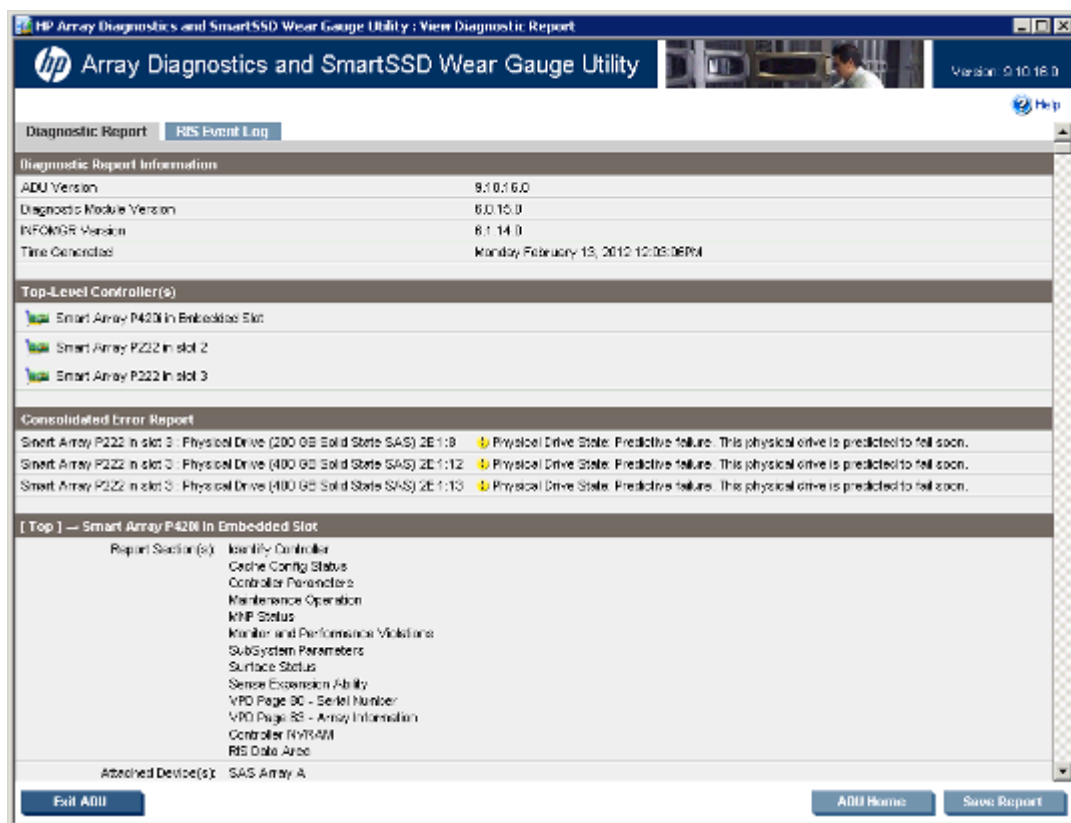 HP Array Diagnostics and SmartSSD Wear Gauge Utility : View Diagnostic Report
hp Array Diagnostics and SmartSSD Wear Gauge Utility Version: 9.10.16.0
Help
Diagnostic Report RIS Event Log
Diagnostic Report Information
ADU Version 9.10.16.0
Diagnostic Module Version 6.0.15.0
INFOMGR Version 6.1.14.0
Time Generated Monday February 13, 2012 12:03:06PM
Top-Level Controller(s)
Smart Array P420i in Embedded Slot
Smart Array P222 in slot 2
Smart Array P222 in slot 3
Consolidated Error Report
Smart Array P222 in slot 3 : Physical Drive (200 GB Solid State SAS) 2E:1:8 Physical Drive State: Predictive failure. This physical drive is predicted to fail soon.
Smart Array P222 in slot 3 : Physical Drive (400 GB Solid State SAS) 2E:1:12 Physical Drive State: Predictive failure. This physical drive is predicted to fail soon.
Smart Array P222 in slot 3 : Physical Drive (400 GB Solid State SAS) 2E:1:13 Physical Drive State: Predictive failure. This physical drive is predicted to fail soon.
[ Top ] — Smart Array P420i in Embedded Slot
Report Section(s): Identify Controller
Cache Config Status
Controller Parameters
Maintenance Operation
MNP Status
Monitor and Performance Violations
SubSystem Parameters
Surface Status
Sense Expansion Ability
VPD Page 80 - Serial Number
VPD Page 83 - Array Information
Controller NVRAM
RIS Data Area
Attached Device(s): SAS Array A
Exit ADU ADU Home Save Report